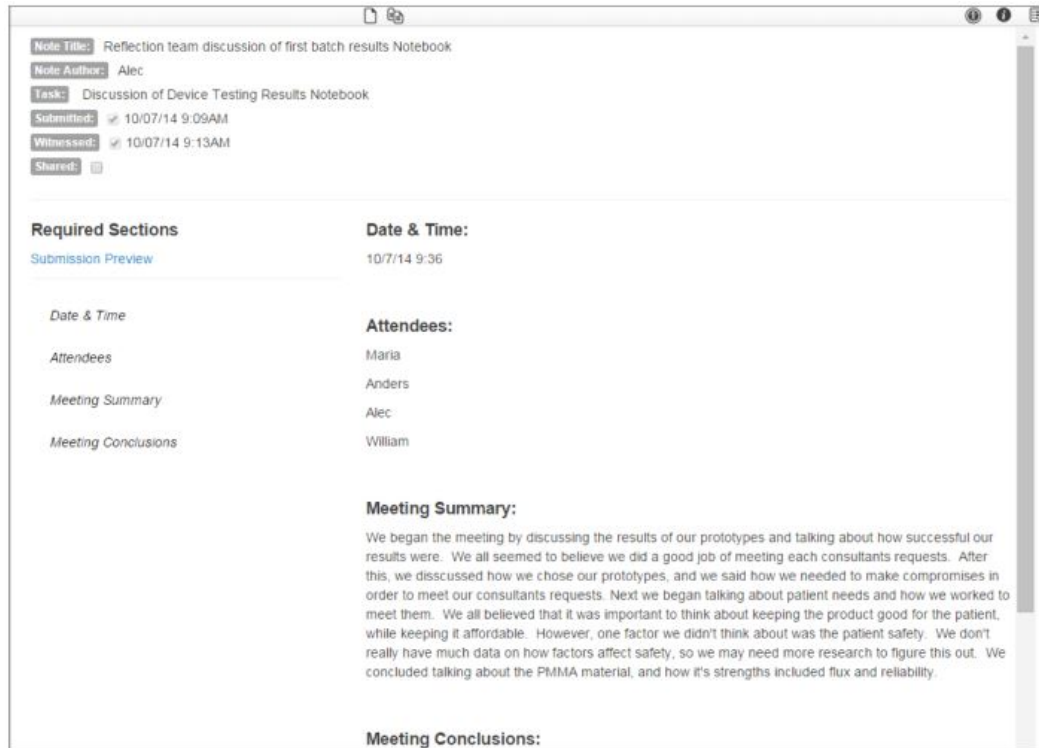 Note Title: Reflection team discussion of first batch results Notebook
Note Author: Alec
Task: Discussion of Device Testing Results Notebook
Submitted: 10/07/14 9:09AM
Witnessed: 10/07/14 9:13AM
Shared:
Required Sections
Submission Preview
Date & Time
Attendees
Meeting Summary
Meeting Conclusions
Date & Time:
10/7/14 9:36
Attendees:
Maria
Anders
Alec
William
Meeting Summary:
We began the meeting by discussing the results of our prototypes and talking about how successful our
results were. We all seemed to believe we did a good job of meeting each consultants requests. After
this, we disscussed how we chose our prototypes, and we said how we needed to make compromises in
order to meet our consultants requests. Next we began talking about patient needs and how we worked to
meet them. We all believed that it was important to think about keeping the product good for the patient,
while keeping it affordable. However, one factor we didn't think about was the patient safety. We don't
really have much data on how factors affect safety, so we may need more research to figure this out. We
concluded talking about the PMMA material, and how it's strengths included flux and reliability.
Meeting Conclusions: